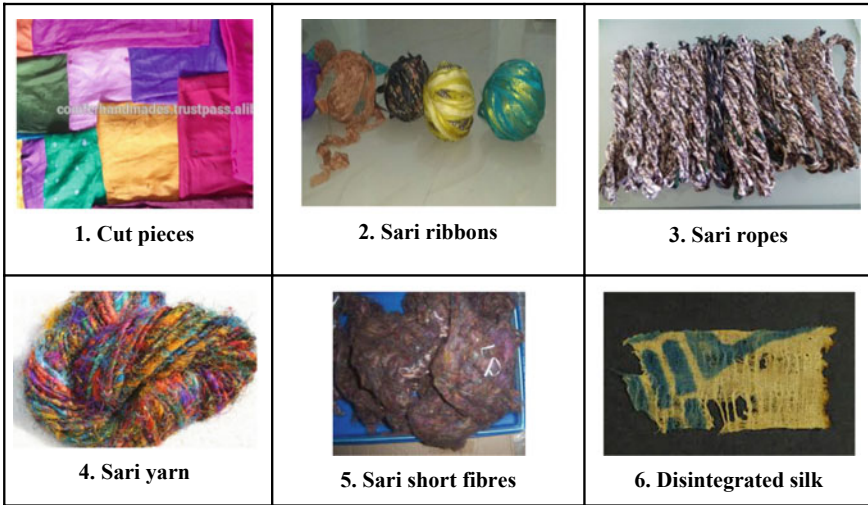 1. Cut pieces
2. Sari ribbons
3. Sari ropes
4. Sari yarn
5. Sari short fibres
6. Disintegrated silk